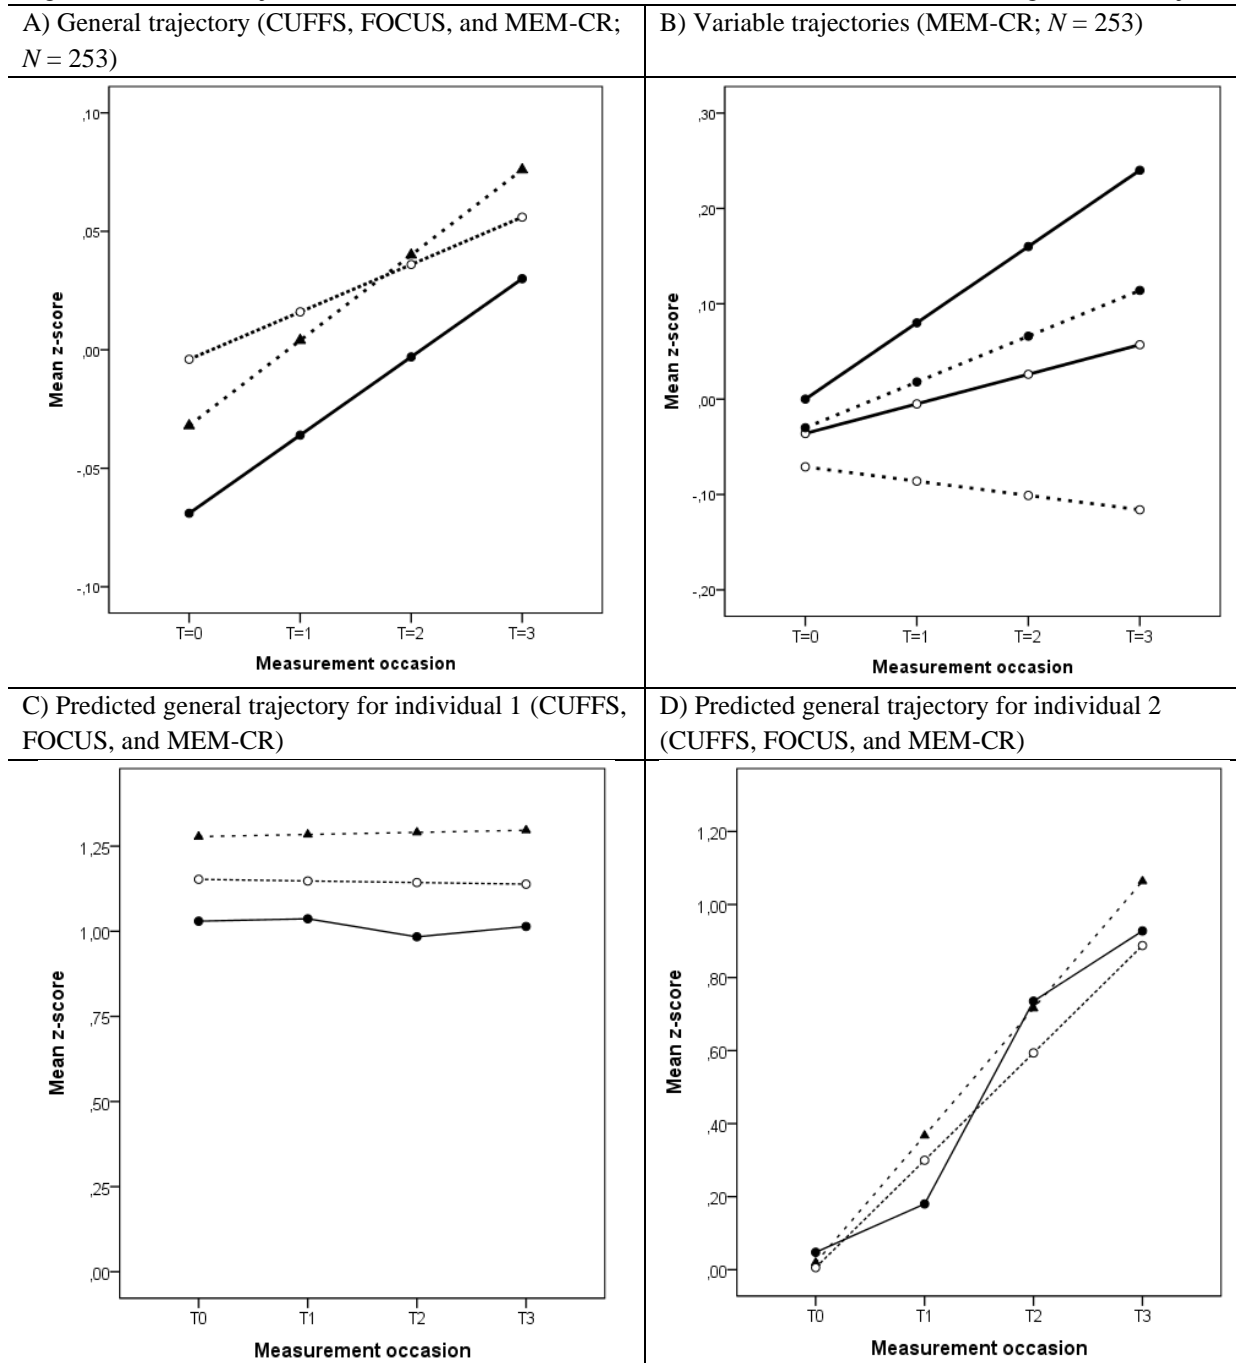 A) General trajectory (CUFFS, FOCUS, and MEM-CR;
N = 253)
B) Variable trajectories (MEM-CR; N = 253)
,10
,05
,00
-,05
-,10
Mean z-score
T=0 T=1 T=2 T=3
Measurement occasion
,30
,20
,10
,00
-,10
-,20
Mean z-score
T=0 T=1 T=2 T=3
Measurement occasion
C) Predicted general trajectory for individual 1 (CUFFS,
FOCUS, and MEM-CR)
D) Predicted general trajectory for individual 2
(CUFFS, FOCUS, and MEM-CR)
1,25
1,00
,75
,50
,25
,00
Mean z-score
T0 T1 T2 T3
Measurement occasion
1,20
1,00
,80
,60
,40
,20
,00
Mean z-score
T0 T1 T2 T3
Measurement occasion